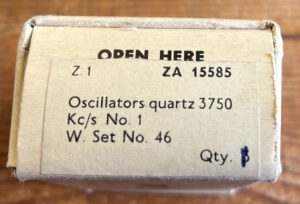 OPEN HERE
Z.1 ZA 15585
Oscillators quartz 3750
Kc/s No. 1
W. Set No. 46
Qty.